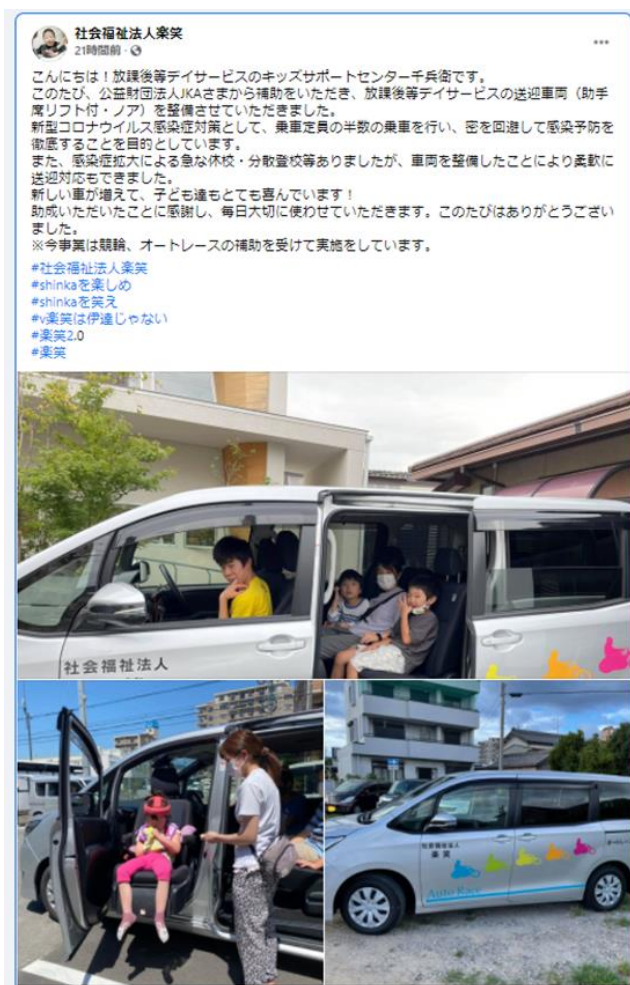 社会福祉法人楽笑
21時間前・
こんにちは！放課後等デイサービスのキッズサポートセンター千兵衛です。
このたび、公益財団法人JKAさまから補助をいただき、放課後等デイサービスの送迎車両（助手
席リフト付・ノア）を整備させていただきました。
新型コロナウイルス感染症対策として、乗車定員の半数の乗車を行い、密を回避して感染予防を
徹底することを目的としています。
また、感染症拡大による急な休校・分散登校等ありましたが、車両を整備したことにより柔軟に
送迎対応もできました。
新しい車が増えて、子ども達もとても喜んでいます！
助成いただいたことに感謝し、毎日大切に使わせていただきます。このたびはありがとうござい
ました。
※今事業は競輪、オートレースの補助を受けて実施をしています。
#社会福祉法人楽笑
#shinkaを楽しめ
#shinkaを笑え
#v楽笑は伊達じゃない
#楽笑2.0
#楽笑
社会福祉法人
社会福祉法人
楽笑
Auto Race